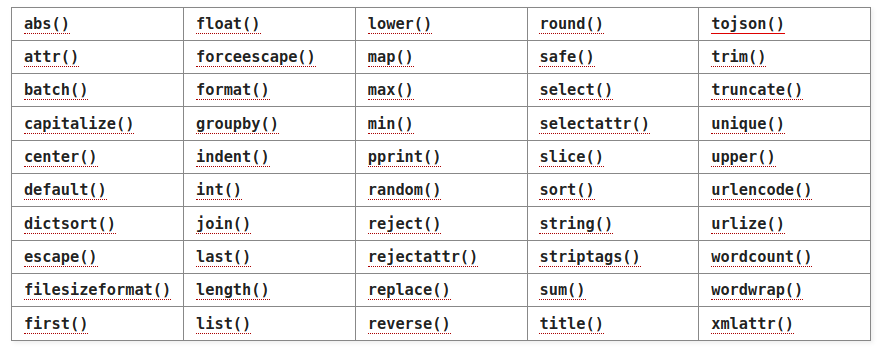 abs() float() lower() round() tojson()
attr() forceescape() map() safe() trim()
batch() format() max() select() truncate()
capitalize() groupby() min() selectattr() unique()
center() indent() pprint() slice() upper()
default() int() random() sort() urlencode()
dictsort() join() reject() string() urlize()
escape() last() rejectattr() striptags() wordcount()
filesizeformat() length() replace() sum() wordwrap()
first() list() reverse() title() xmlattr()